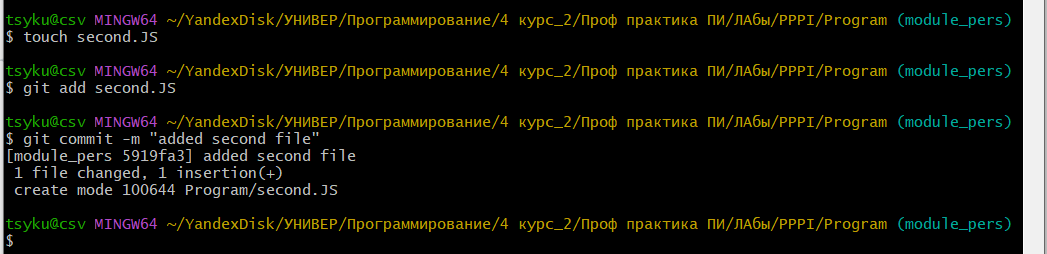 tsyku@csv MINGW64 ~/YandexDisk/УНИВЕР/Программирование/4 курс_2/Проф практика ПИ/ЛАбы/PPPI/Program (module_pers)
$ touch second.JS
tsyku@csv MINGW64 ~/YandexDisk/УНИВЕР/Программирование/4 курс_2/Проф практика ПИ/ЛАбы/PPPI/Program (module_pers)
$ git add second.JS
tsyku@csv MINGW64 ~/YandexDisk/УНИВЕР/Программирование/4 курс_2/Проф практика ПИ/ЛАбы/PPPI/Program (module_pers)
$ git commit -m "added second file"
[module_pers 5919fa3] added second file
 1 file changed, 1 insertion(+)
 create mode 100644 Program/second.JS
tsyku@csv MINGW64 ~/YandexDisk/УНИВЕР/Программирование/4 курс_2/Проф практика ПИ/ЛАбы/PPPI/Program (module_pers)
$